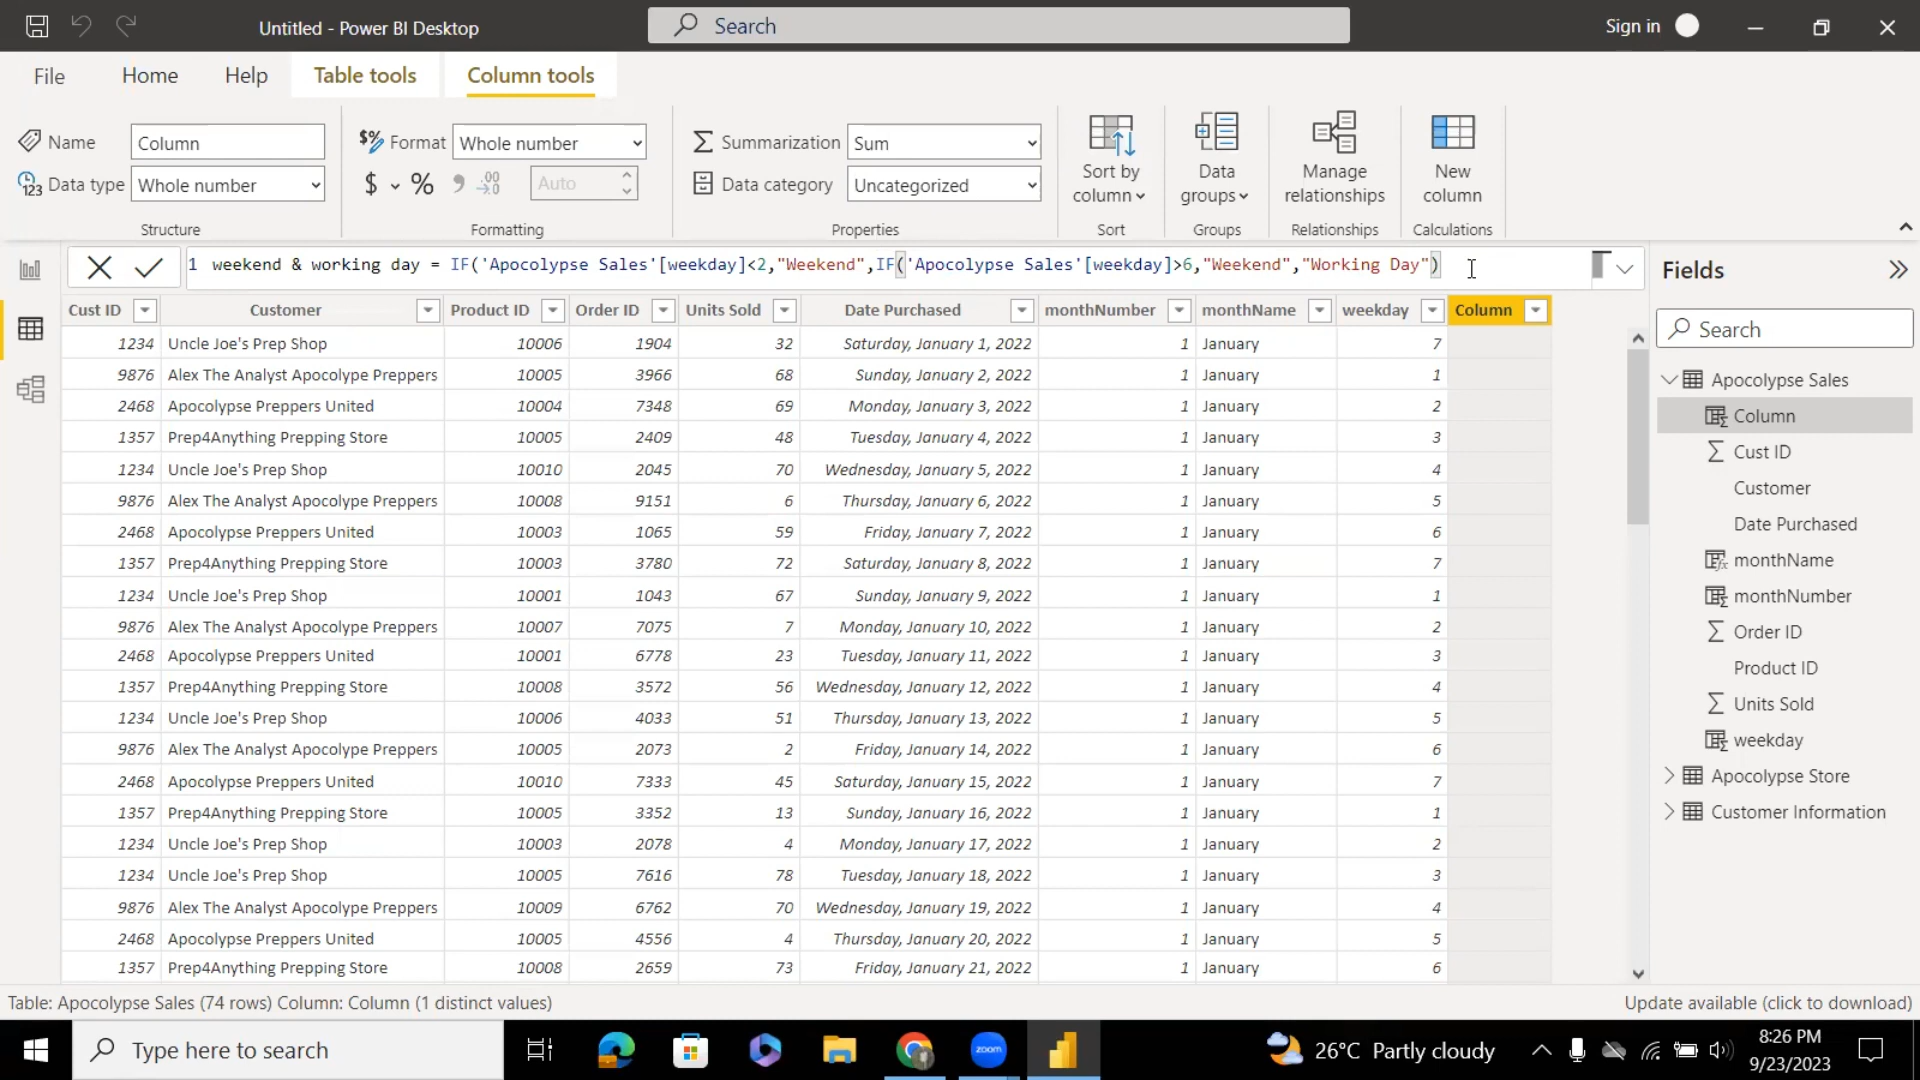 Untitled - Power BI Desktop
Search
Sign in
File Home Help Table tools Column tools
Name Column
Data type Whole number
Structure
Format Whole number
$ % Auto
Formatting
Summarization Sum
Data category Uncategorized
Properties
Sort by column
Sort
Data groups
Groups
Manage relationships
Relationships
New column
Calculations
1 weekend & working day = IF('Apocolypse Sales'[weekday]<2,"Weekend",IF('Apocolypse Sales'[weekday]>6,"Weekend","Working Day")
Cust ID Customer Product ID Order ID Units Sold Date Purchased monthNumber monthName weekday Column
1234 Uncle Joe's Prep Shop 10006 1904 32 Saturday, January 1, 2022 1 January 7
9876 Alex The Analyst Apocolype Preppers 10005 3966 68 Sunday, January 2, 2022 1 January 1
2468 Apocolypse Preppers United 10004 7348 69 Monday, January 3, 2022 1 January 2
1357 Prep4Anything Prepping Store 10005 2409 48 Tuesday, January 4, 2022 1 January 3
1234 Uncle Joe's Prep Shop 10010 2045 70 Wednesday, January 5, 2022 1 January 4
9876 Alex The Analyst Apocolype Preppers 10008 9151 6 Thursday, January 6, 2022 1 January 5
2468 Apocolypse Preppers United 10003 1065 59 Friday, January 7, 2022 1 January 6
1357 Prep4Anything Prepping Store 10003 3780 72 Saturday, January 8, 2022 1 January 7
1234 Uncle Joe's Prep Shop 10001 1043 67 Sunday, January 9, 2022 1 January 1
9876 Alex The Analyst Apocolype Preppers 10007 7075 7 Monday, January 10, 2022 1 January 2
2468 Apocolypse Preppers United 10001 6778 23 Tuesday, January 11, 2022 1 January 3
1357 Prep4Anything Prepping Store 10008 3572 56 Wednesday, January 12, 2022 1 January 4
1234 Uncle Joe's Prep Shop 10006 4033 51 Thursday, January 13, 2022 1 January 5
9876 Alex The Analyst Apocolype Preppers 10005 2073 2 Friday, January 14, 2022 1 January 6
2468 Apocolypse Preppers United 10010 7333 45 Saturday, January 15, 2022 1 January 7
1357 Prep4Anything Prepping Store 10005 3352 13 Sunday, January 16, 2022 1 January 1
1234 Uncle Joe's Prep Shop 10003 2078 4 Monday, January 17, 2022 1 January 2
1234 Uncle Joe's Prep Shop 10005 7616 78 Tuesday, January 18, 2022 1 January 3
9876 Alex The Analyst Apocolype Preppers 10009 6762 70 Wednesday, January 19, 2022 1 January 4
2468 Apocolypse Preppers United 10005 4556 4 Thursday, January 20, 2022 1 January 5
1357 Prep4Anything Prepping Store 10008 2659 73 Friday, January 21, 2022 1 January 6
Fields
Search
Apocolypse Sales
Column
Cust ID
Customer
Date Purchased
monthName
monthNumber
Order ID
Product ID
Units Sold
weekday
Apocolypse Store
Customer Information
Table: Apocolypse Sales (74 rows) Column: Column (1 distinct values)
Update available (click to download)
Type here to search
zoom
26°C Partly cloudy
8:26 PM
9/23/2023